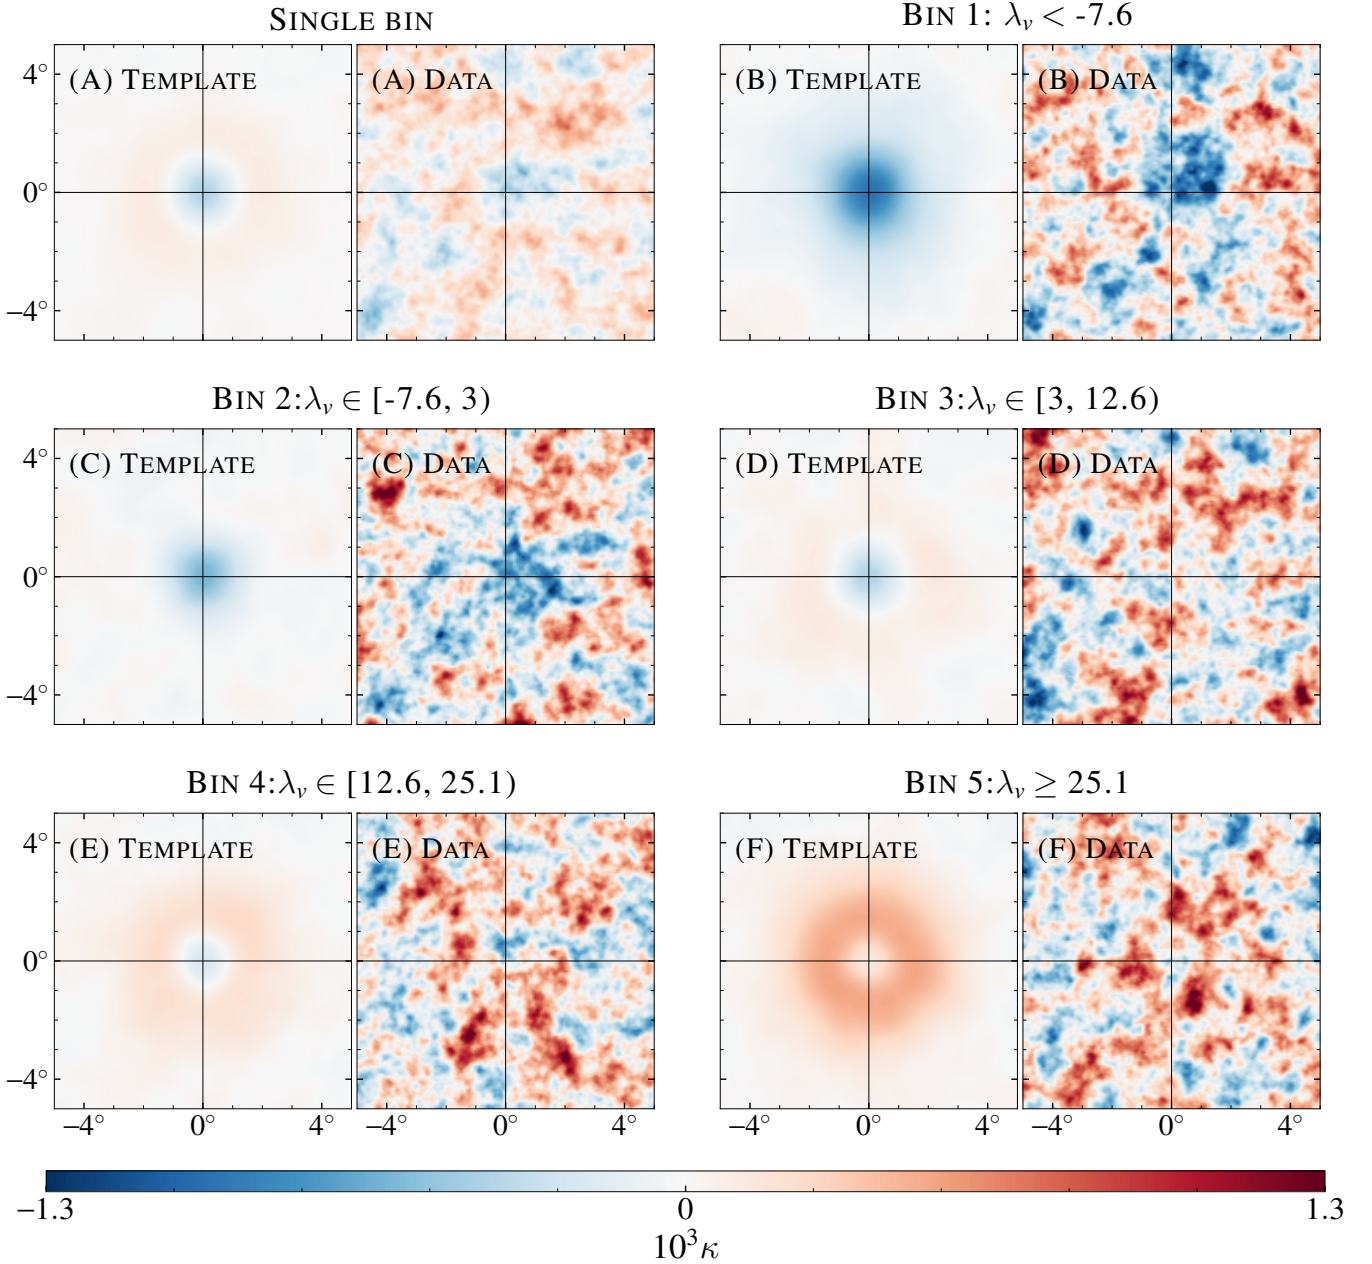 SINGLE BIN
BIN 1: λᵥ < -7.6
(A) TEMPLATE
(A) DATA
(B) TEMPLATE
(B) DATA
4°
0°
−4°
BIN 2:λᵥ ∈ [-7.6, 3)
BIN 3:λᵥ ∈ [3, 12.6)
(C) TEMPLATE
(C) DATA
(D) TEMPLATE
(D) DATA
4°
0°
−4°
BIN 4:λᵥ ∈ [12.6, 25.1)
BIN 5:λᵥ ≥ 25.1
(E) TEMPLATE
(E) DATA
(F) TEMPLATE
(F) DATA
4°
0°
−4°
−4° 0° 4° −4° 0° 4° −4° 0° 4° −4° 0° 4°
−1.3 0 1.3
10³κ